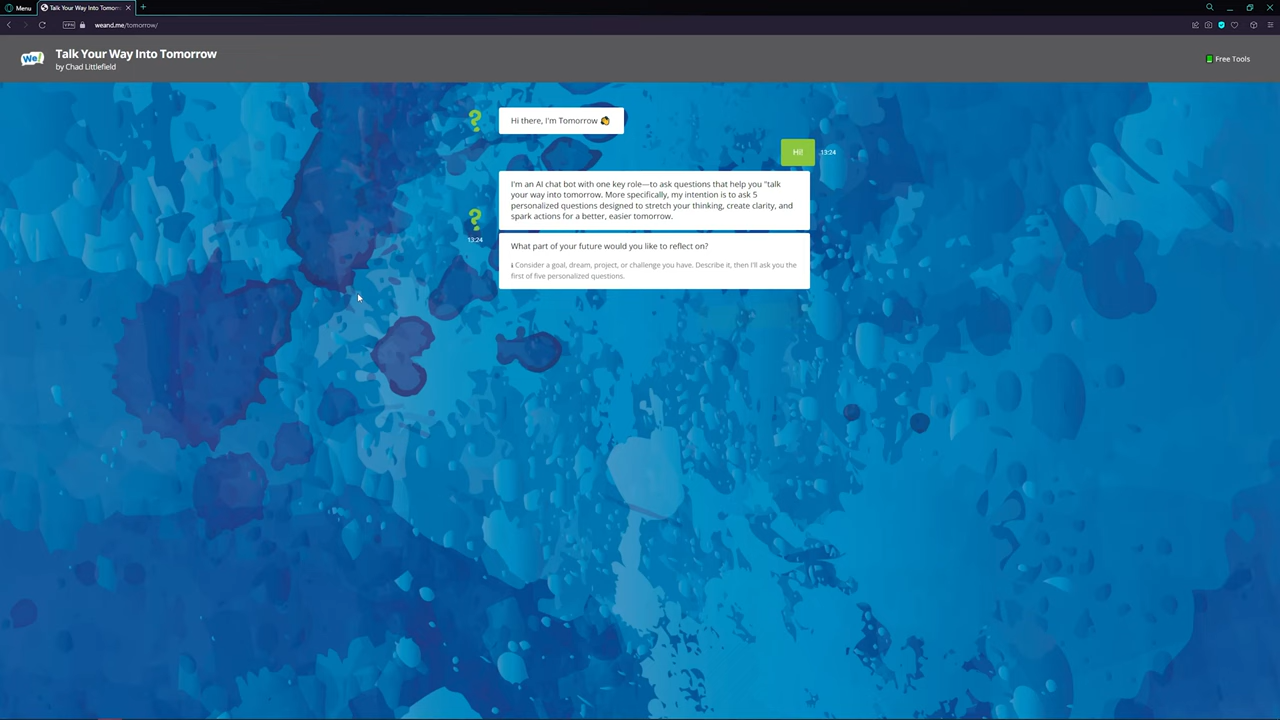 Menu
Talk Your Way Into Tomorr
VPN
weand.me/tomorrow/
We!
Talk Your Way Into Tomorrow
by Chad Littlefield
Free Tools
Hi there, I'm Tomorrow
Hi!
13:24
I'm an AI chat bot with one key role—to ask questions that help you "talk
your way into tomorrow. More specifically, my intention is to ask 5
personalized questions designed to stretch your thinking, create clarity, and
spark actions for a better, easier tomorrow.
13:24
What part of your future would you like to reflect on?
Consider a goal, dream, project, or challenge you have. Describe it, then I'll ask you the
first of five personalized questions.